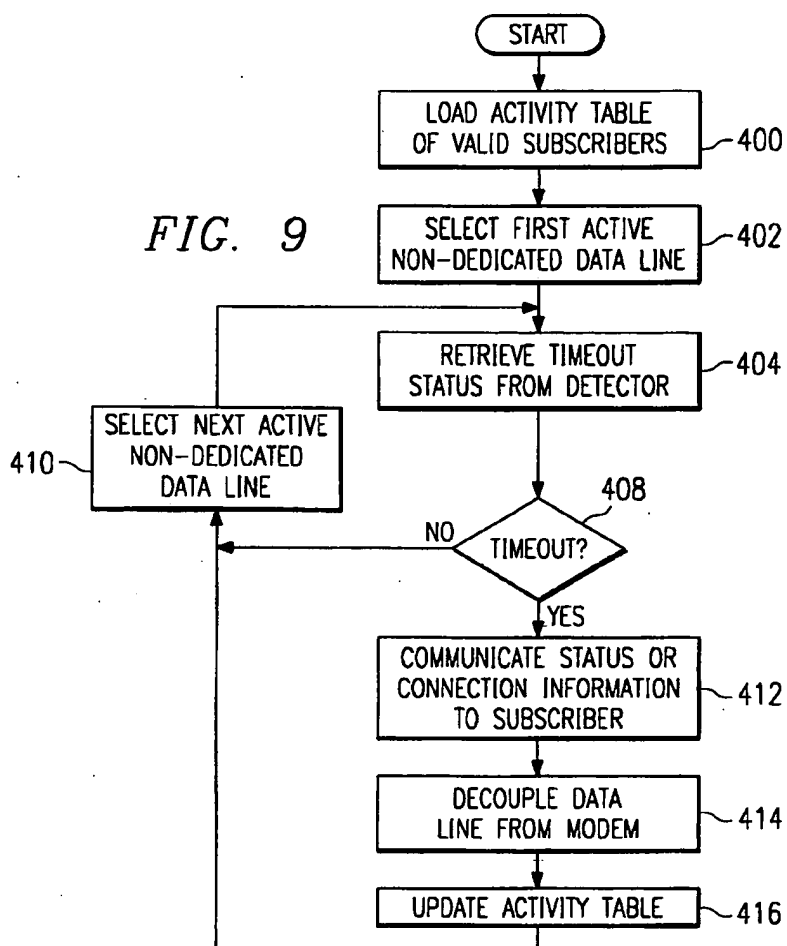 START
LOAD ACTIVITY TABLE
OF VALID SUBSCRIBERS
400
FIG. 9
SELECT FIRST ACTIVE
NON-DEDICATED DATA LINE
402
RETRIEVE TIMEOUT
STATUS FROM DETECTOR
404
SELECT NEXT ACTIVE
NON-DEDICATED
DATA LINE
410
408
TIMEOUT?
NO
YES
COMMUNICATE STATUS OR
CONNECTION INFORMATION
TO SUBSCRIBER
412
DECOUPLE DATA
LINE FROM MODEM
414
UPDATE ACTIVITY TABLE
416